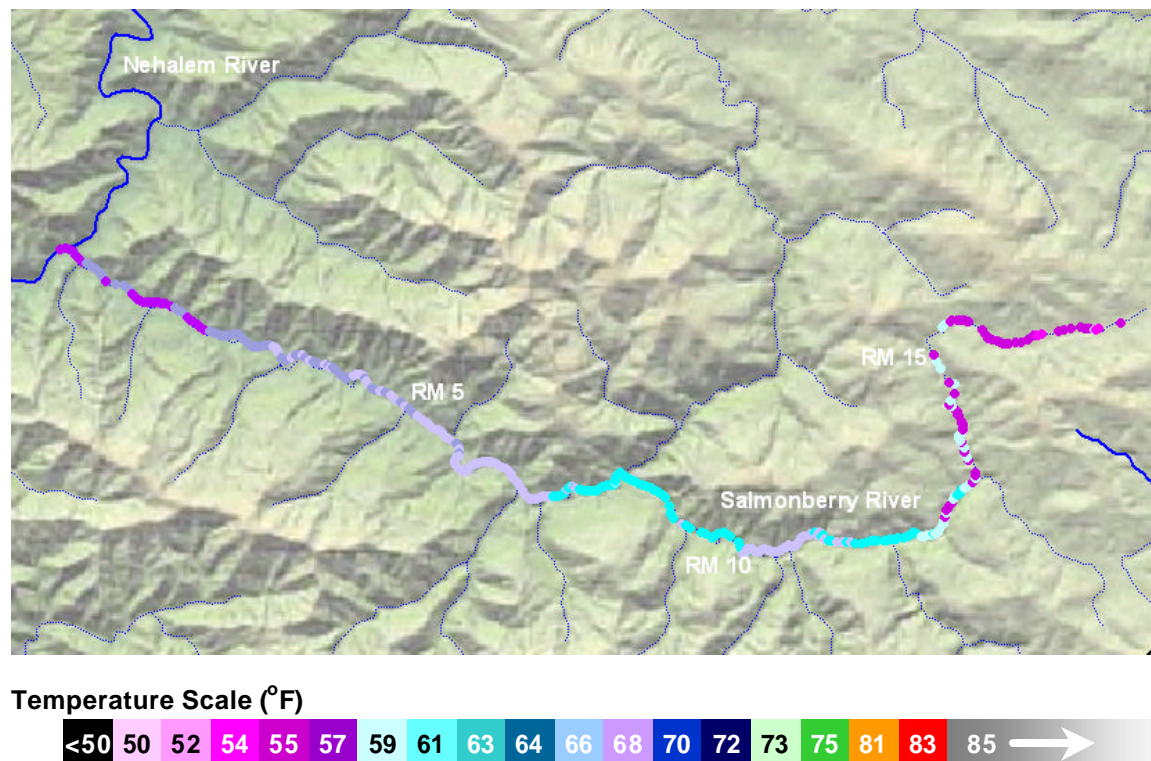 Nehalem River
RM 15
RM 5
Salmonberry River
RM 10
Temperature Scale (°F)
<50 50 52 54 55 57 59 61 63 64 66 68 70 72 73 75 81 83 85